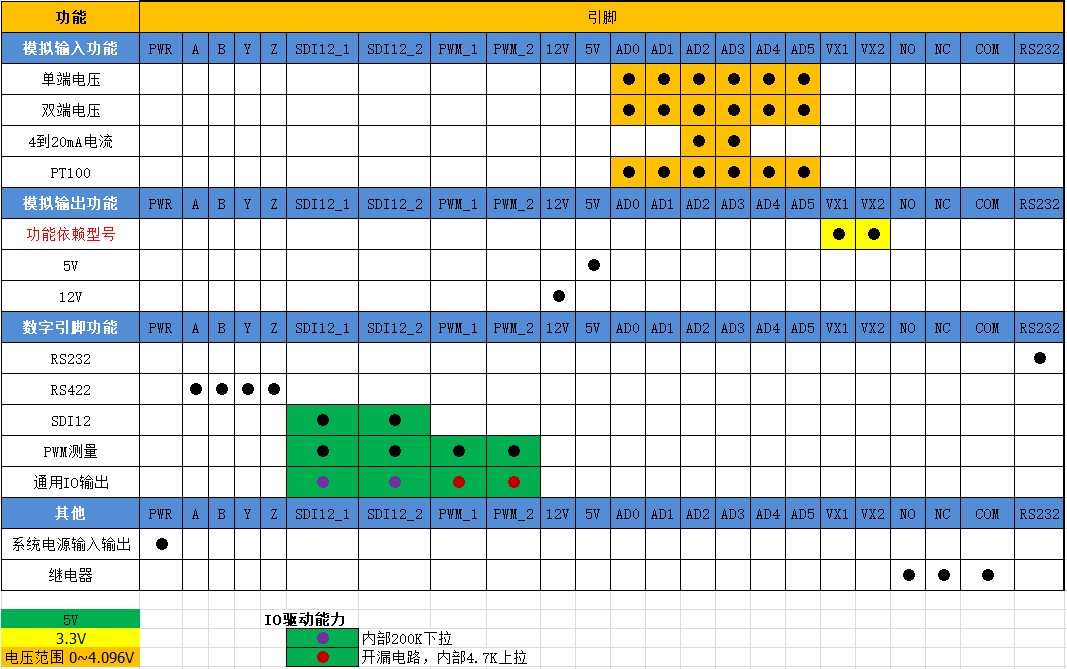 功能 引脚
模拟输入功能 PWR A B Y Z SDI12_1 SDI12_2 PWM_1 PWM_2 12V 5V AD0 AD1 AD2 AD3 AD4 AD5 VX1 VX2 NO NC COM RS232
单端电压
双端电压
4到20mA电流
PT100
模拟输出功能 PWR A B Y Z SDI12_1 SDI12_2 PWM_1 PWM_2 12V 5V AD0 AD1 AD2 AD3 AD4 AD5 VX1 VX2 NO NC COM RS232
功能依赖型号
5V
12V
数字引脚功能 PWR A B Y Z SDI12_1 SDI12_2 PWM_1 PWM_2 12V 5V AD0 AD1 AD2 AD3 AD4 AD5 VX1 VX2 NO NC COM RS232
RS232
RS422
SDI12
PWM测量
通用IO输出
其他 PWR A B Y Z SDI12_1 SDI12_2 PWM_1 PWM_2 12V 5V AD0 AD1 AD2 AD3 AD4 AD5 VX1 VX2 NO NC COM RS232
系统电源输入输出
继电器
5V IO驱动能力
3.3V 内部200K下拉
电压范围 0~4.096V 开漏电路，内部4.7K上拉